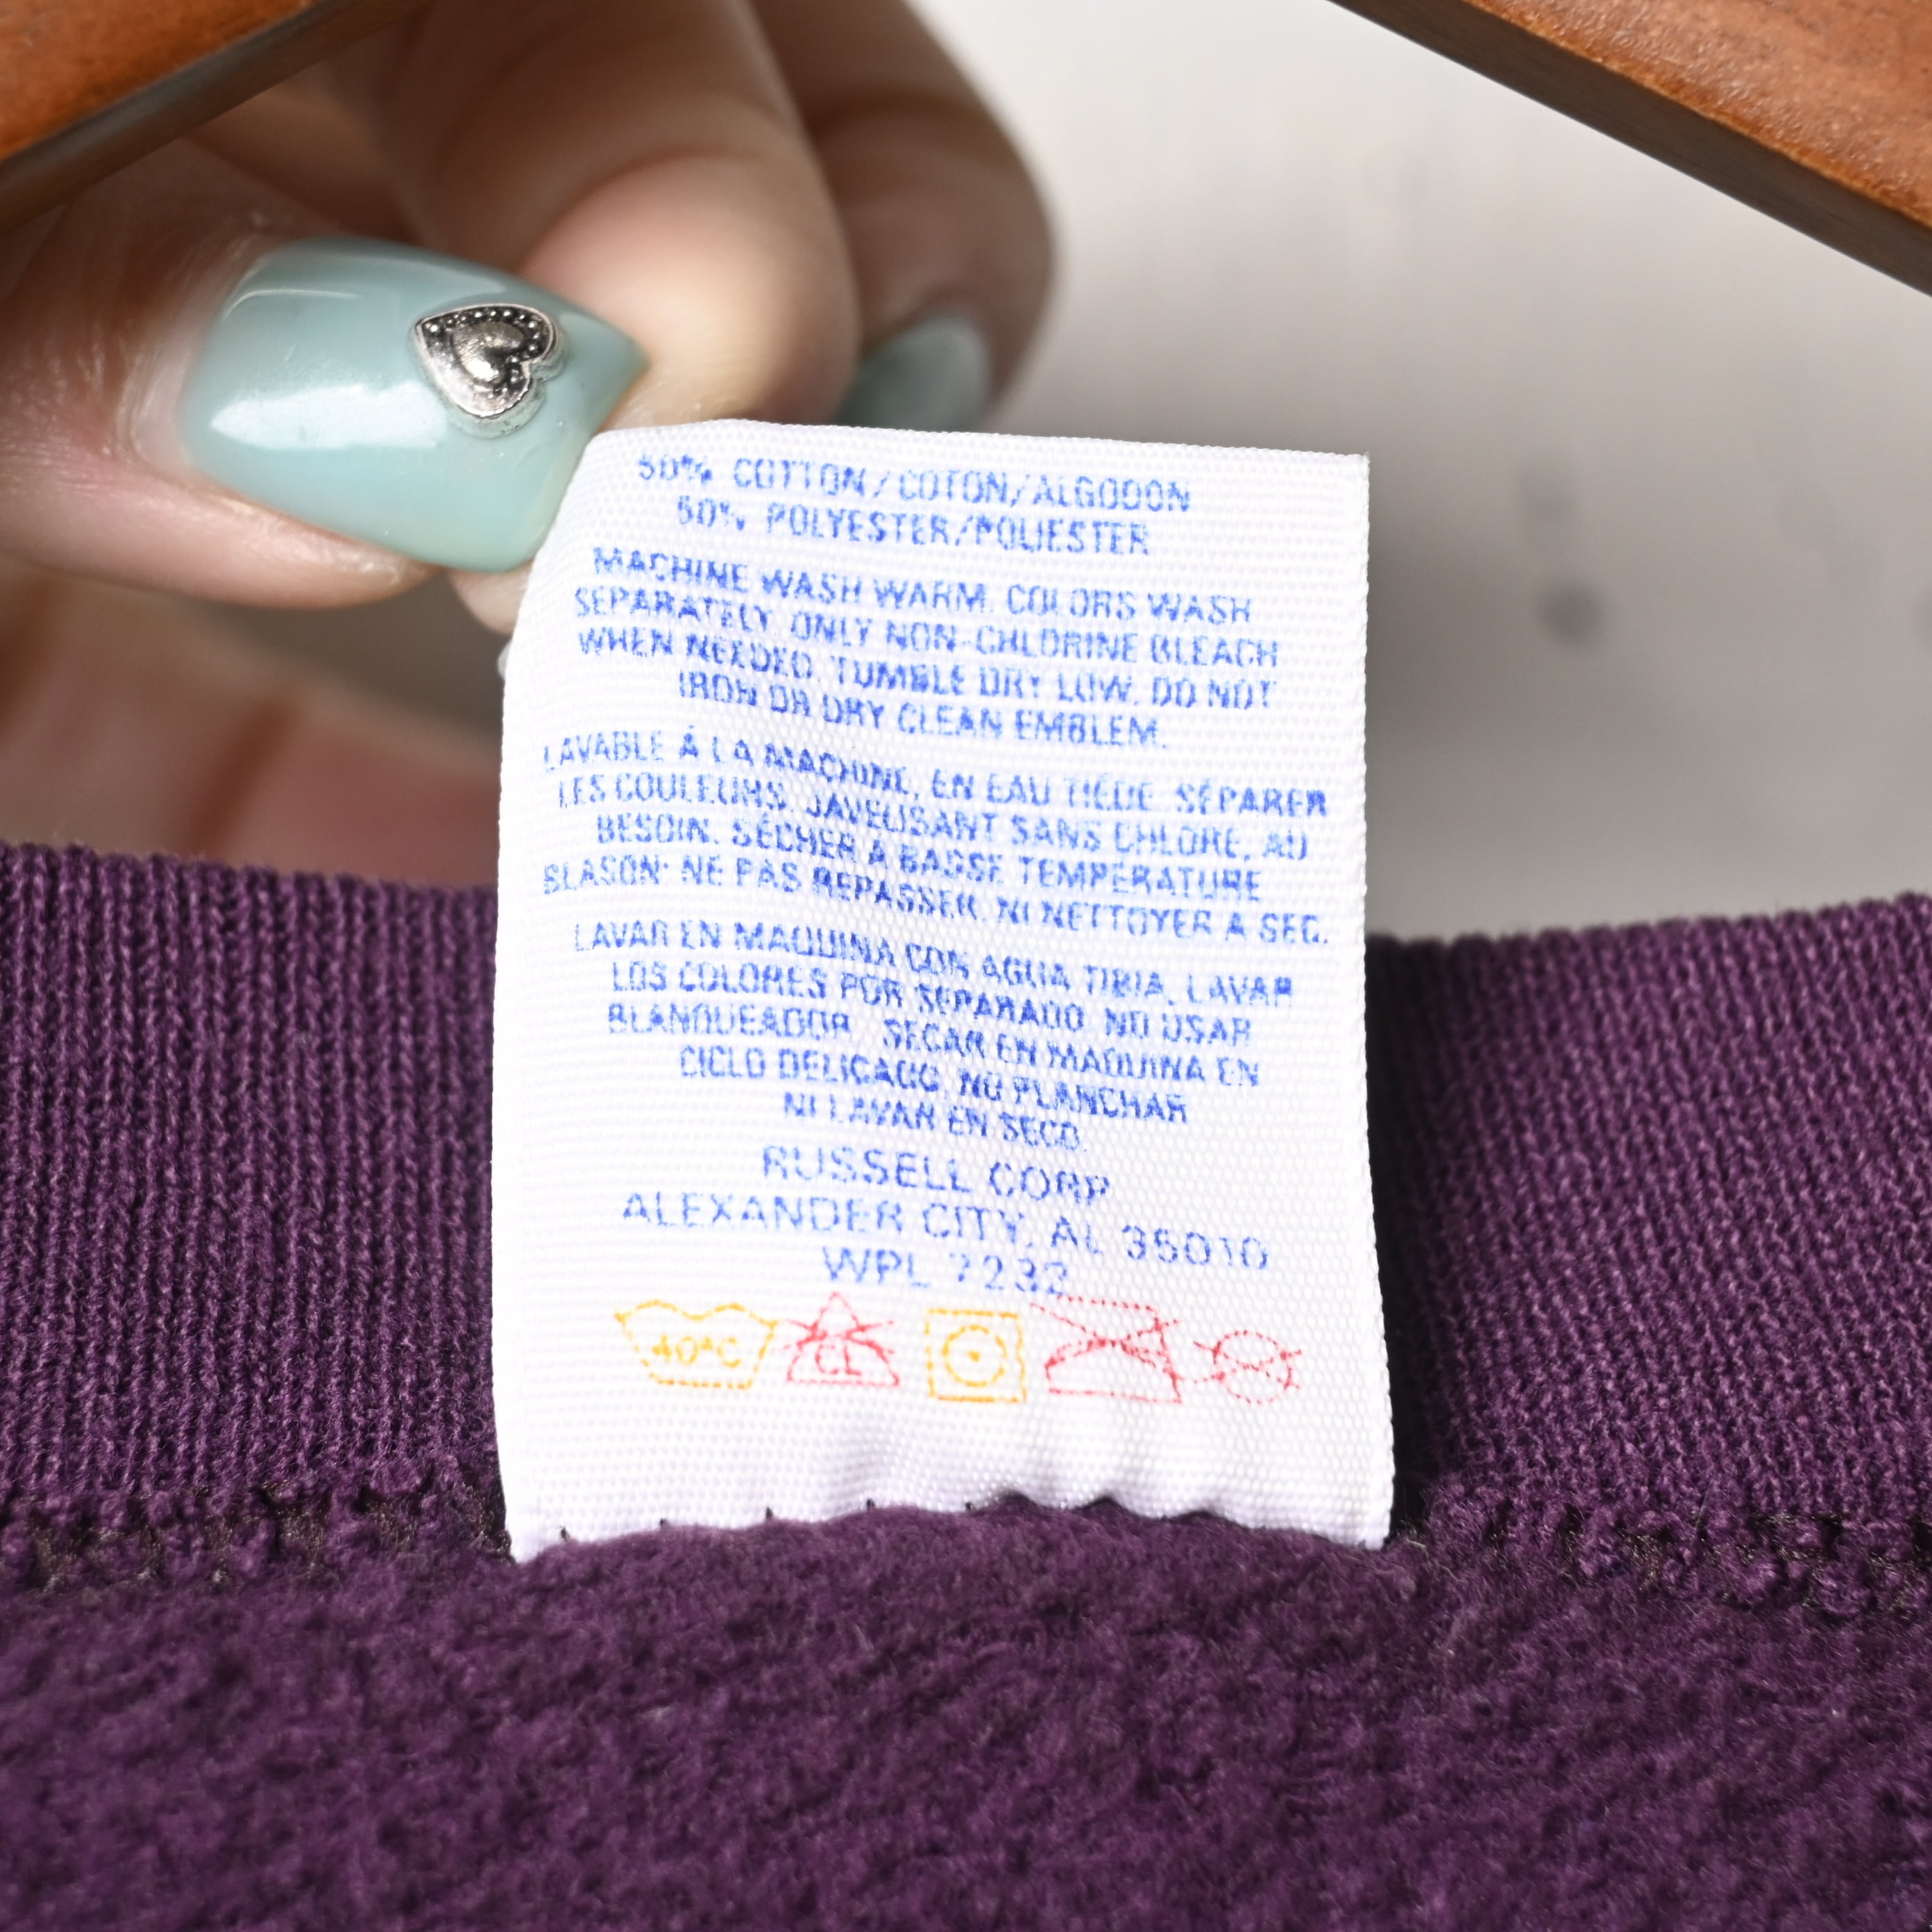 50% COTTON/COTON/ALGODON
50% POLYESTER/POLIESTER
MACHINE WASH WARM. COLORS WASH
SEPARATELY. ONLY NON-CHLORINE BLEACH
WHEN NEEDED. TUMBLE DRY LOW. DO NOT
IRON OR DRY CLEAN EMBLEM.
LAVABLE À LA MACHINE, EN EAU TIÈDE. SÉPARER
LES COULEURS. JAVELISANT SANS CHLORE, AU
BESOIN. SÉCHER À BASSE TEMPÉRATURE
BLASON: NE PAS REPASSER, NI NETTOYER A SEC.
LAVAR EN MAQUINA CON AGUA TIBIA. LAVAR
LOS COLORES POR SEPARADO. NO USAR
BLANQUEADOR. SECAR EN MAQUINA EN
CICLO DELICADO. NO PLANCHAR
NI LAVAR EN SECO.
RUSSELL CORP
ALEXANDER CITY, AL 35010
WPL 7232
40°C CL